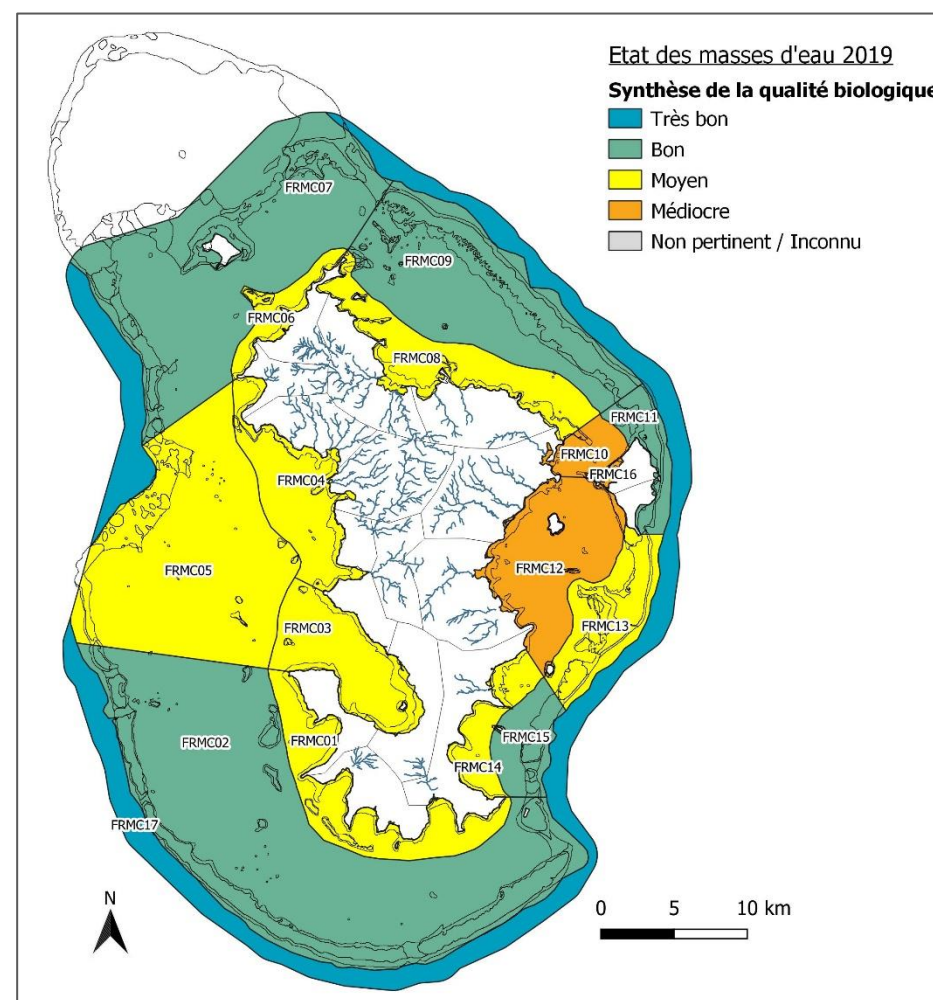 Etat des masses d'eau 2019
Synthèse de la qualité biologique
Très bon
Bon
Moyen
Médiocre
Non pertinent / Inconnu
FRMC07
FRMC09
FRMC06
FRMC08
FRMC11
FRMC10
FRMC16
FRMC04
FRMC05
FRMC12
FRMC03
FRMC13
FRMC02
FRMC01
FRMC15
FRMC14
FRMC17
N
0 5 10 km